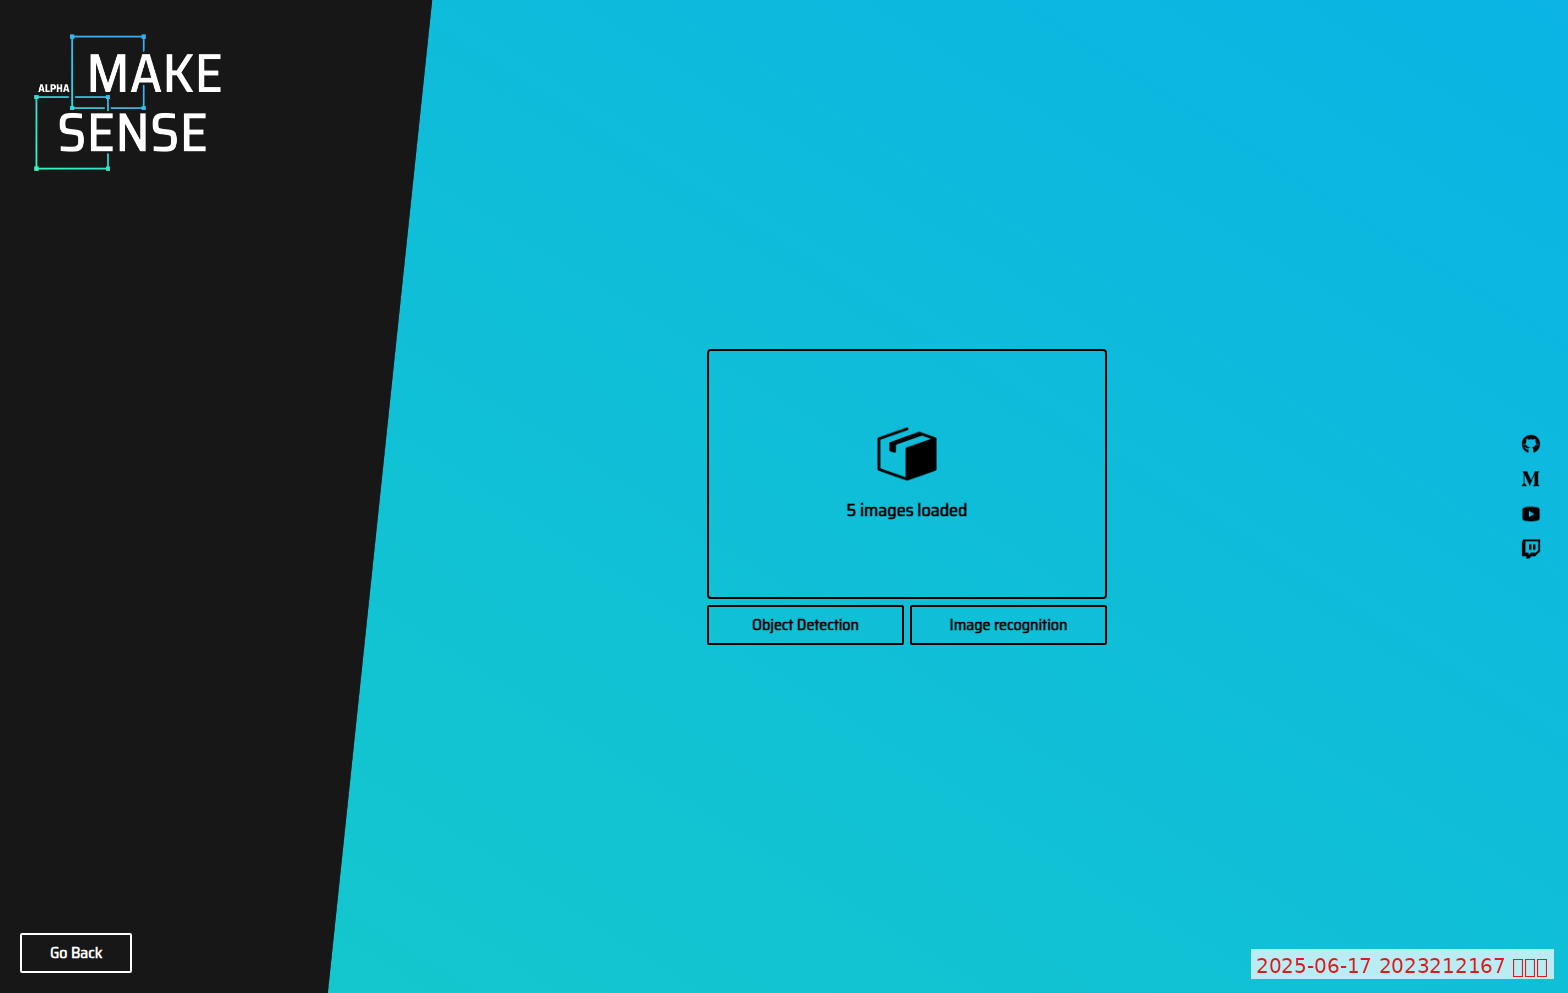 MAKE
ALPHA
SENSE
5 images loaded
Object Detection
Image recognition
Go Back
2025-06-17 2023212167